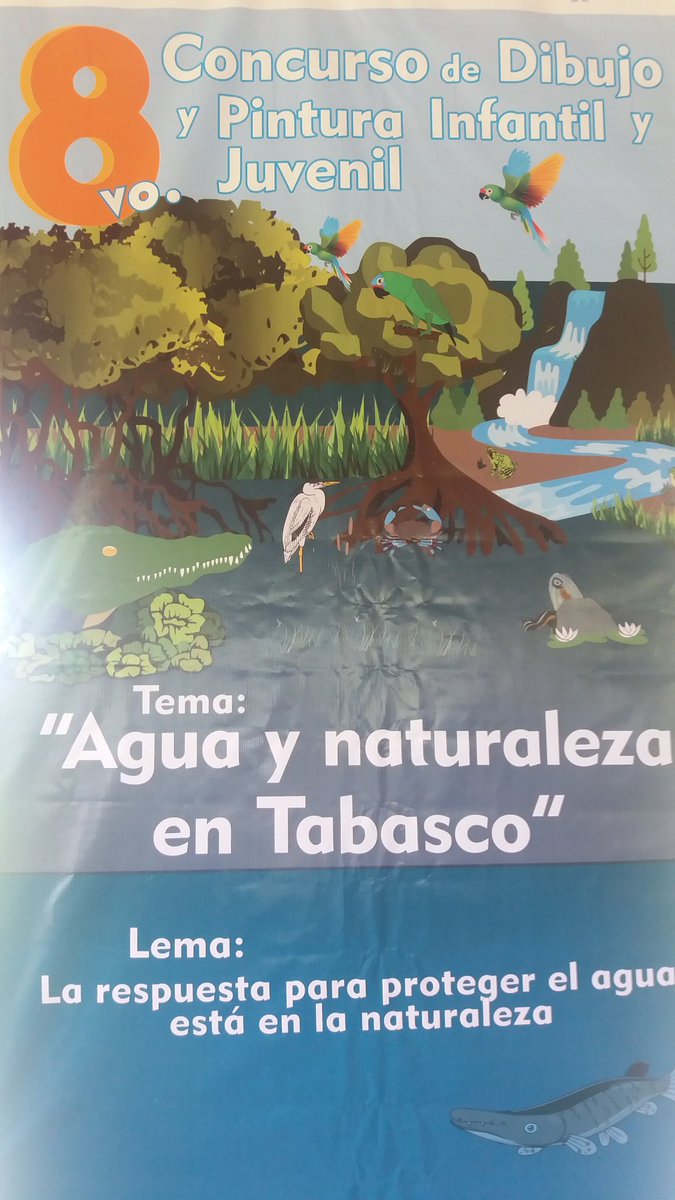 8vo. Concurso de Dibujo
y Pintura Infantil y
Juvenil
Tema:
"Agua y naturaleza
en Tabasco"
Lema:
La respuesta para proteger el agua
está en la naturaleza